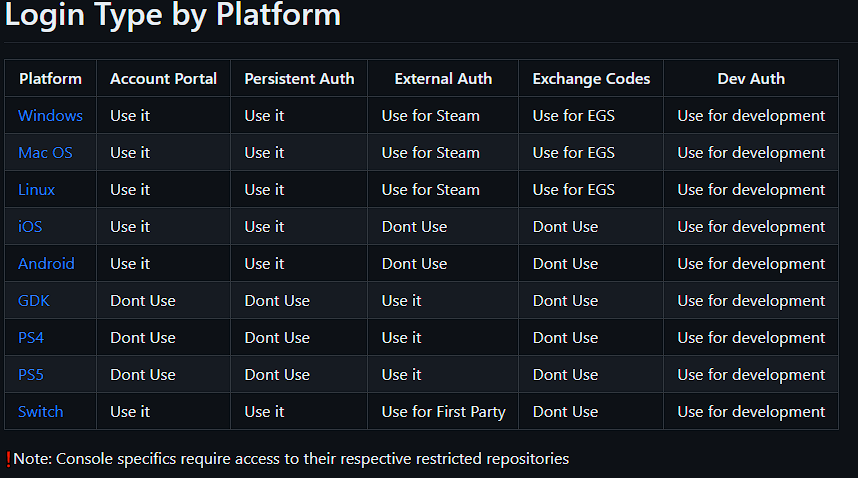 Login Type by Platform
Platform Account Portal Persistent Auth External Auth Exchange Codes Dev Auth
Windows Use it Use it Use for Steam Use for EGS Use for development
Mac OS Use it Use it Use for Steam Use for EGS Use for development
Linux Use it Use it Use for Steam Use for EGS Use for development
iOS Use it Use it Dont Use Dont Use Use for development
Android Use it Use it Dont Use Dont Use Use for development
GDK Dont Use Dont Use Use it Dont Use Use for development
PS4 Dont Use Dont Use Use it Dont Use Use for development
PS5 Dont Use Dont Use Use it Dont Use Use for development
Switch Use it Use it Use for First Party Dont Use Use for development
❗Note: Console specifics require access to their respective restricted repositories